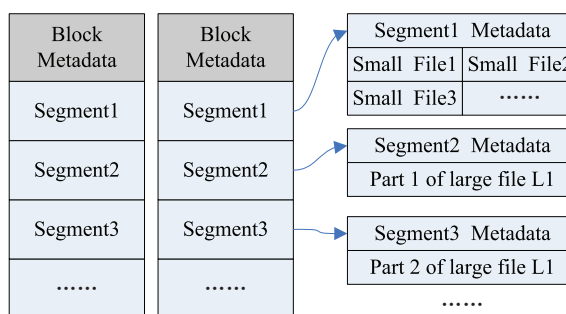 Block
Metadata
Segment1
Segment2
Segment3
……
Block
Metadata
Segment1
Segment2
Segment3
……
Segment1 Metadata
Small File1 Small File2
Small File3 ……
Segment2 Metadata
Part 1 of large file L1
Segment3 Metadata
Part 2 of large file L1
……